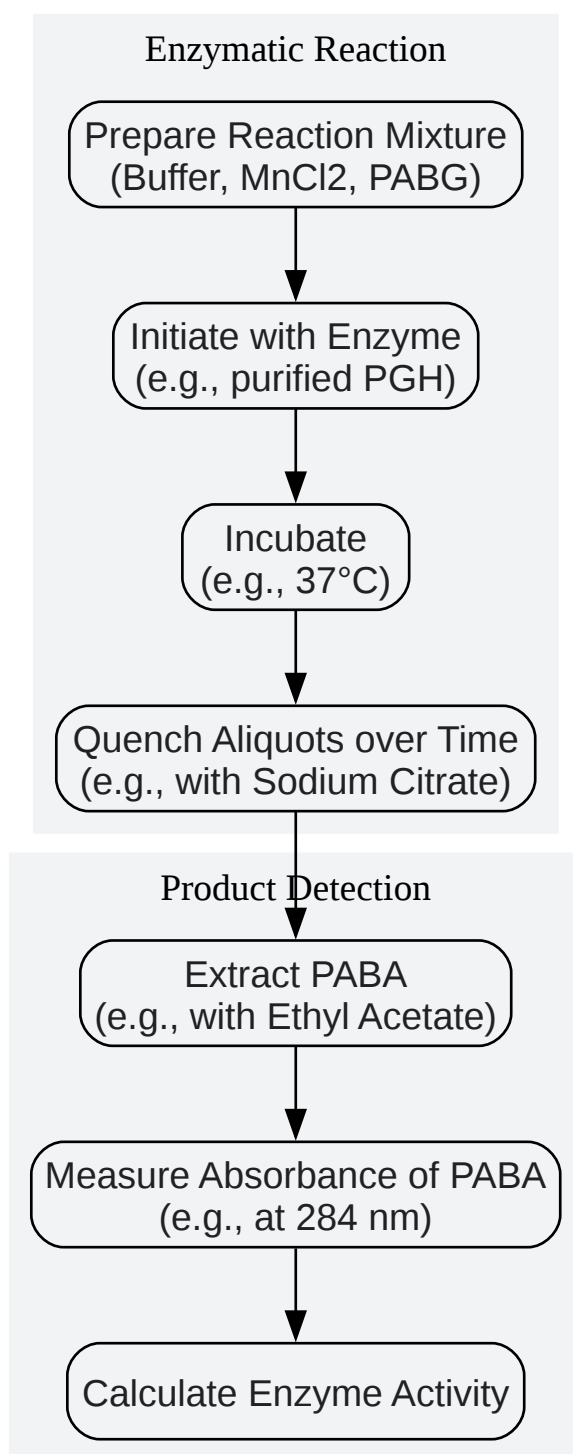 Enzymatic Reaction
Prepare Reaction Mixture
(Buffer, MnCl2, PABG)
Initiate with Enzyme
(e.g., purified PGH)
Incubate
(e.g., 37°C)
Quench Aliquots over Time
(e.g., with Sodium Citrate)
Product Detection
Extract PABA
(e.g., with Ethyl Acetate)
Measure Absorbance of PABA
(e.g., at 284 nm)
Calculate Enzyme Activity